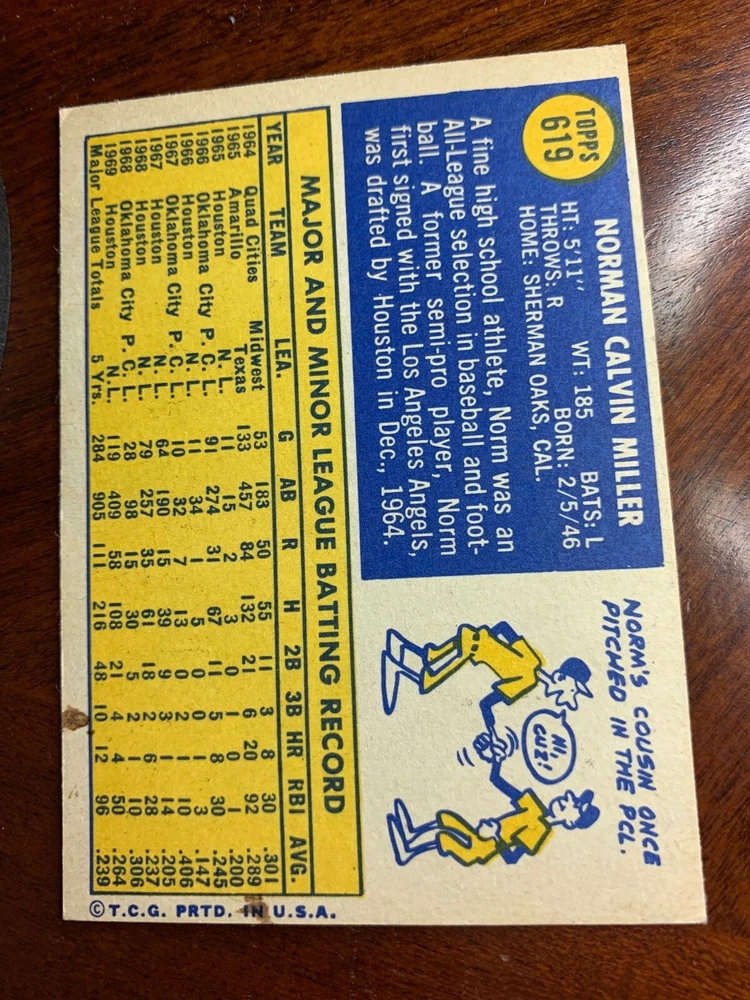 TOPPS
619
NORMAN CALVIN MILLER
HT: 5'11" WT: 185 BATS: L
THROWS: R BORN: 2/5/46
HOME: SHERMAN OAKS, CAL.
A fine high school athlete, Norm was an
All-League selection in baseball and foot-
ball. A former semi-pro player, Norm
first signed with the Los Angeles Angels,
was drafted by Houston in Dec., 1964.
NORM'S COUSIN ONCE
PITCHED IN THE PCL.
HI,
CUZ!
MAJOR AND MINOR LEAGUE BATTING RECORD
YEAR TEAM LEA. G AB R H 2B 3B HR RBI AVG.
1964 Quad Cities Midwest 53 183 50 55 11 3 8 30 .301
1965 Amarillo Texas 133 457 84 132 21 6 20 92 .289
1965 Houston N.L. 11 15 2 3 0 1 0 1 .200
1966 Oklahoma City P.C.L. 91 274 31 67 11 5 8 30 .245
1966 Houston N.L. 11 34 1 5 0 0 1 3 .147
1967 Oklahoma City P.C.L. 10 32 7 13 0 2 1 10 .406
1967 Houston N.L. 64 190 15 39 9 3 1 14 .205
1968 Houston N.L. 79 257 35 61 18 2 6 28 .237
1968 Oklahoma City P.C.L. 28 98 15 30 5 2 1 10 .306
1969 Houston N.L. 119 409 58 108 21 4 4 50 .264
Major League Totals 5 Yrs. 284 905 111 216 48 10 12 96 .239
©T.C.G. PRTD. IN U.S.A.